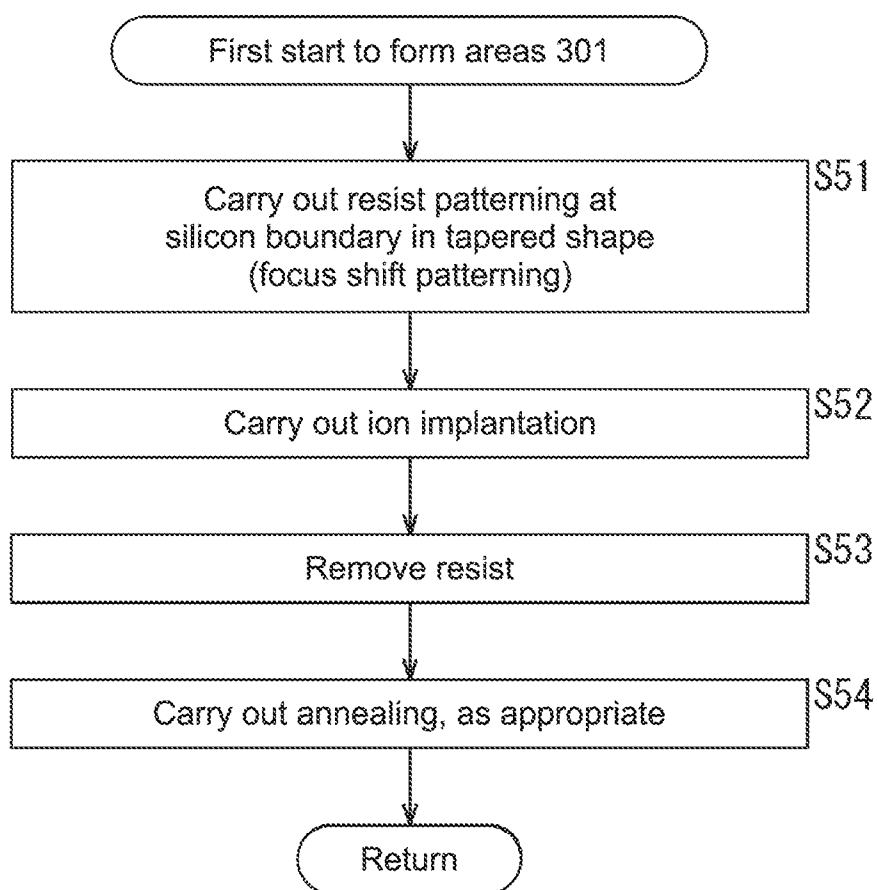 First start to form areas 301
S51
Carry out resist patterning at
silicon boundary in tapered shape
(focus shift patterning)
S52
Carry out ion implantation
S53
Remove resist
S54
Carry out annealing, as appropriate
Return